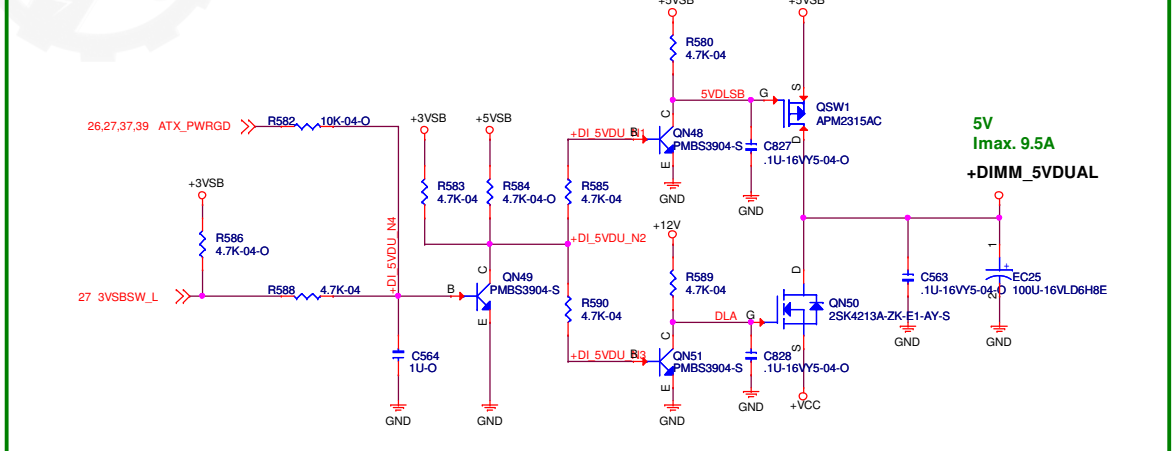 +5VSB
+5VSB
R580
4.7K-04
26,27,37,39 ATX_PWRGD
R582
10K-04-O
+3VSB
+5VSB
5VDLSB
G
S
D
QSW1
APM2315AC
+DI_5VDU_N1
B
C
E
QN48
PMBS3904-S
C827
.1U-16VY5-04-O
GND
GND
5V
Imax. 9.5A
+DIMM_5VDUAL
+3VSB
R586
4.7K-04-O
R583
4.7K-04
R584
4.7K-04-O
R585
4.7K-04
+DI_5VDU_N4
+DI_5VDU_N2
+12V
27 3VSBSW_L
R588
4.7K-04
B
C
E
QN49
PMBS3904-S
R590
4.7K-04
R589
4.7K-04
DLA
G
D
S
QN50
2SK4213A-ZK-E1-AY-S
C563
.1U-16VY5-04-O
1
2
EC25
100U-16VLD6H8E
GND
GND
C564
1U-O
+DI_5VDU_N3
B
C
E
QN51
PMBS3904-S
C828
.1U-16VY5-04-O
+VCC
GND
GND
GND
GND